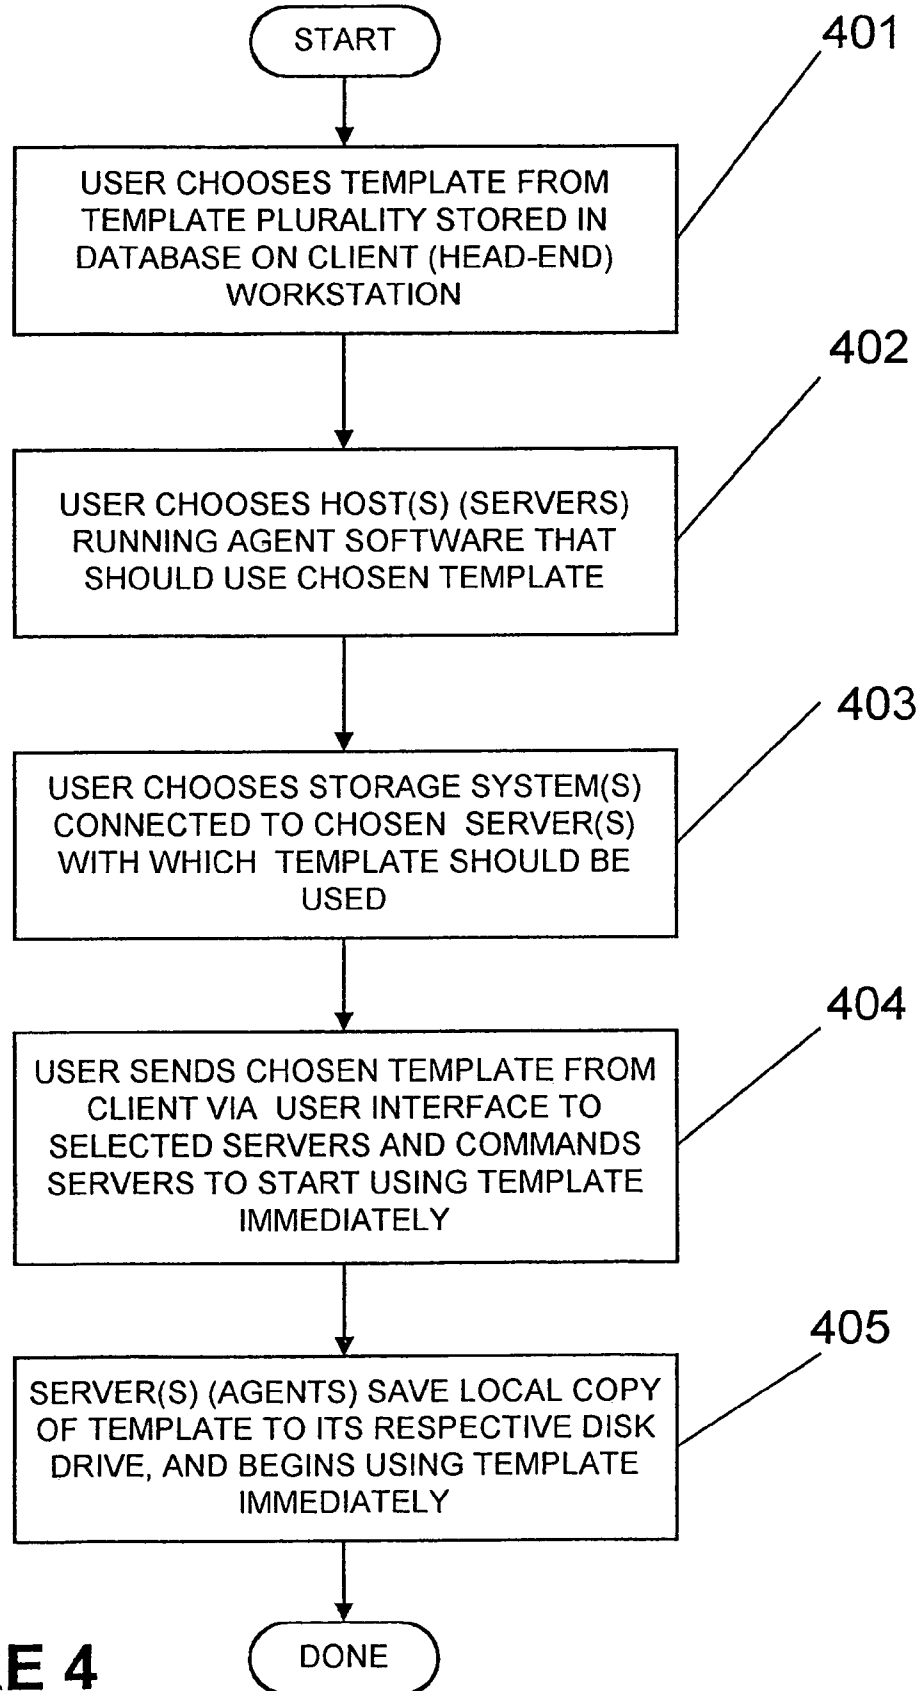 START
401
USER CHOOSES TEMPLATE FROM
TEMPLATE PLURALITY STORED IN
DATABASE ON CLIENT (HEAD-END)
WORKSTATION
402
USER CHOOSES HOST(S) (SERVERS)
RUNNING AGENT SOFTWARE THAT
SHOULD USE CHOSEN TEMPLATE
403
USER CHOOSES STORAGE SYSTEM(S)
CONNECTED TO CHOSEN SERVER(S)
WITH WHICH TEMPLATE SHOULD BE
USED
404
USER SENDS CHOSEN TEMPLATE FROM
CLIENT VIA USER INTERFACE TO
SELECTED SERVERS AND COMMANDS
SERVERS TO START USING TEMPLATE
IMMEDIATELY
405
SERVER(S) (AGENTS) SAVE LOCAL COPY
OF TEMPLATE TO ITS RESPECTIVE DISK
DRIVE, AND BEGINS USING TEMPLATE
IMMEDIATELY
DONE
E 4